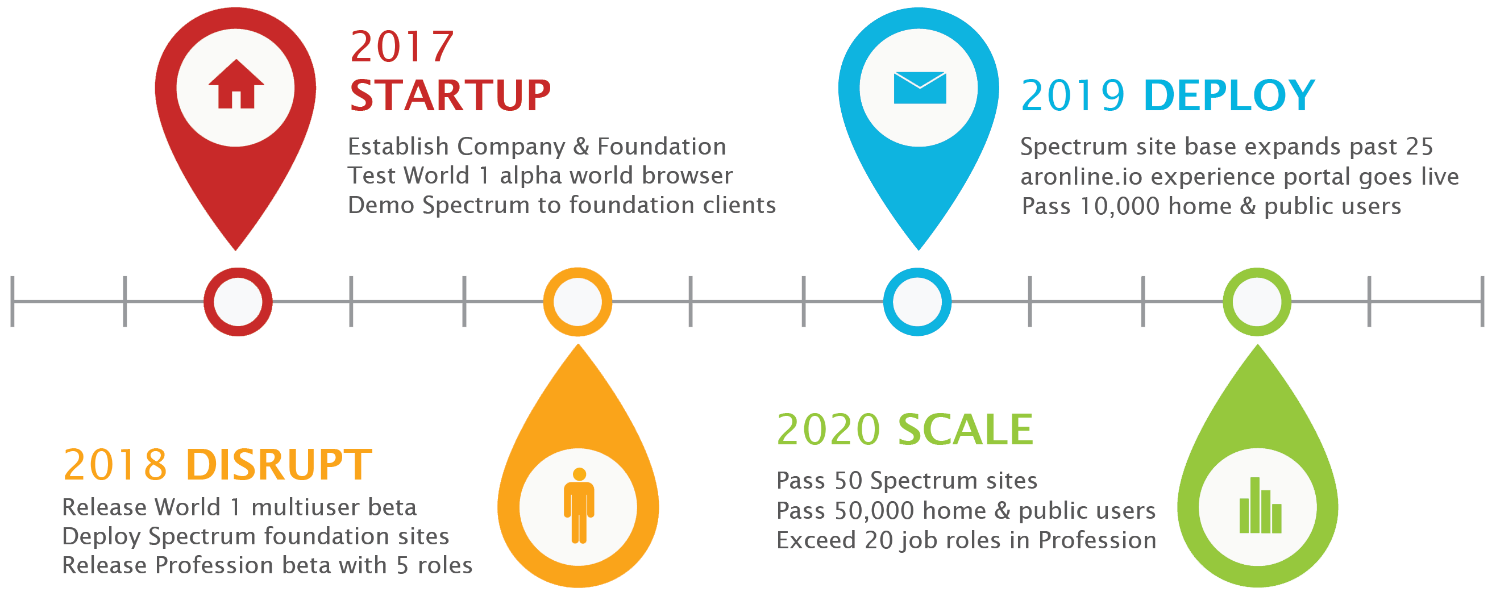 2017
STARTUP
Establish Company & Foundation
Test World 1 alpha world browser
Demo Spectrum to foundation clients
2018 DISRUPT
Release World 1 multiuser beta
Deploy Spectrum foundation sites
Release Profession beta with 5 roles
2019 DEPLOY
Spectrum site base expands past 25
aronline.io experience portal goes live
Pass 10,000 home & public users
2020 SCALE
Pass 50 Spectrum sites
Pass 50,000 home & public users
Exceed 20 job roles in Profession